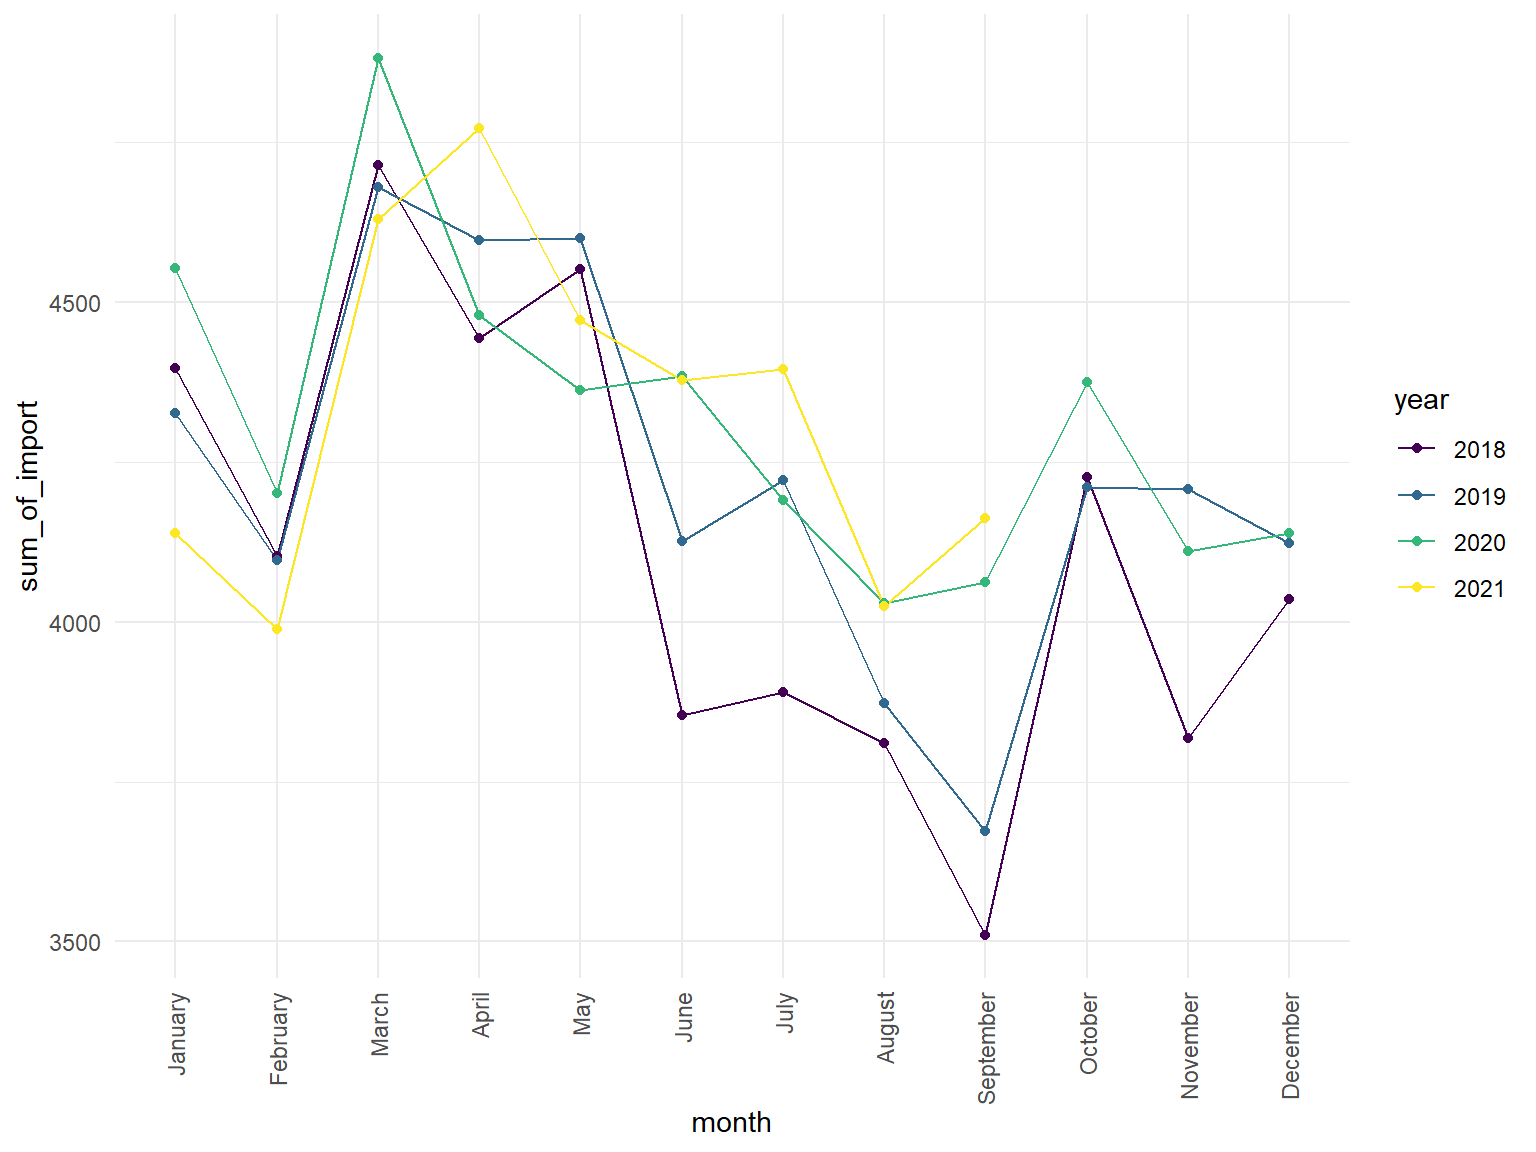 sum_of_import
4500
4000
3500
January
February
March
April
May
June
July
August
September
October
November
December
month
year
2018
2019
2020
2021